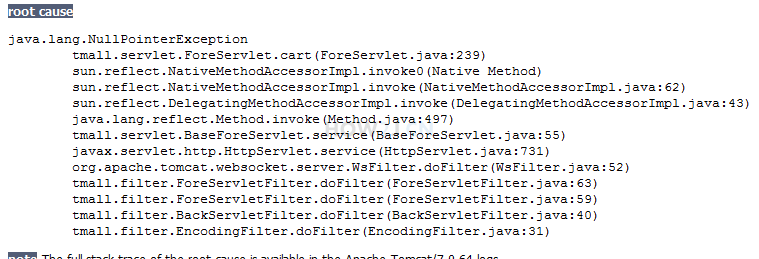 root cause
java.lang.NullPointerException
tmall.servlet.ForeServlet.cart(ForeServlet.java:239)
sun.reflect.NativeMethodAccessorImpl.invoke0(Native Method)
sun.reflect.NativeMethodAccessorImpl.invoke(NativeMethodAccessorImpl.java:62)
sun.reflect.DelegatingMethodAccessorImpl.invoke(DelegatingMethodAccessorImpl.java:43)
java.lang.reflect.Method.invoke(Method.java:497)
tmall.servlet.BaseForeServlet.service(BaseForeServlet.java:55)
javax.servlet.http.HttpServlet.service(HttpServlet.java:731)
org.apache.tomcat.websocket.server.WsFilter.doFilter(WsFilter.java:52)
tmall.filter.ForeServletFilter.doFilter(ForeServletFilter.java:63)
tmall.filter.ForeServletFilter.doFilter(ForeServletFilter.java:59)
tmall.filter.BackServletFilter.doFilter(BackServletFilter.java:40)
tmall.filter.EncodingFilter.doFilter(EncodingFilter.java:31)
note The full stack trace of the root cause is available in the Apache Tomcat/7.0.64 logs